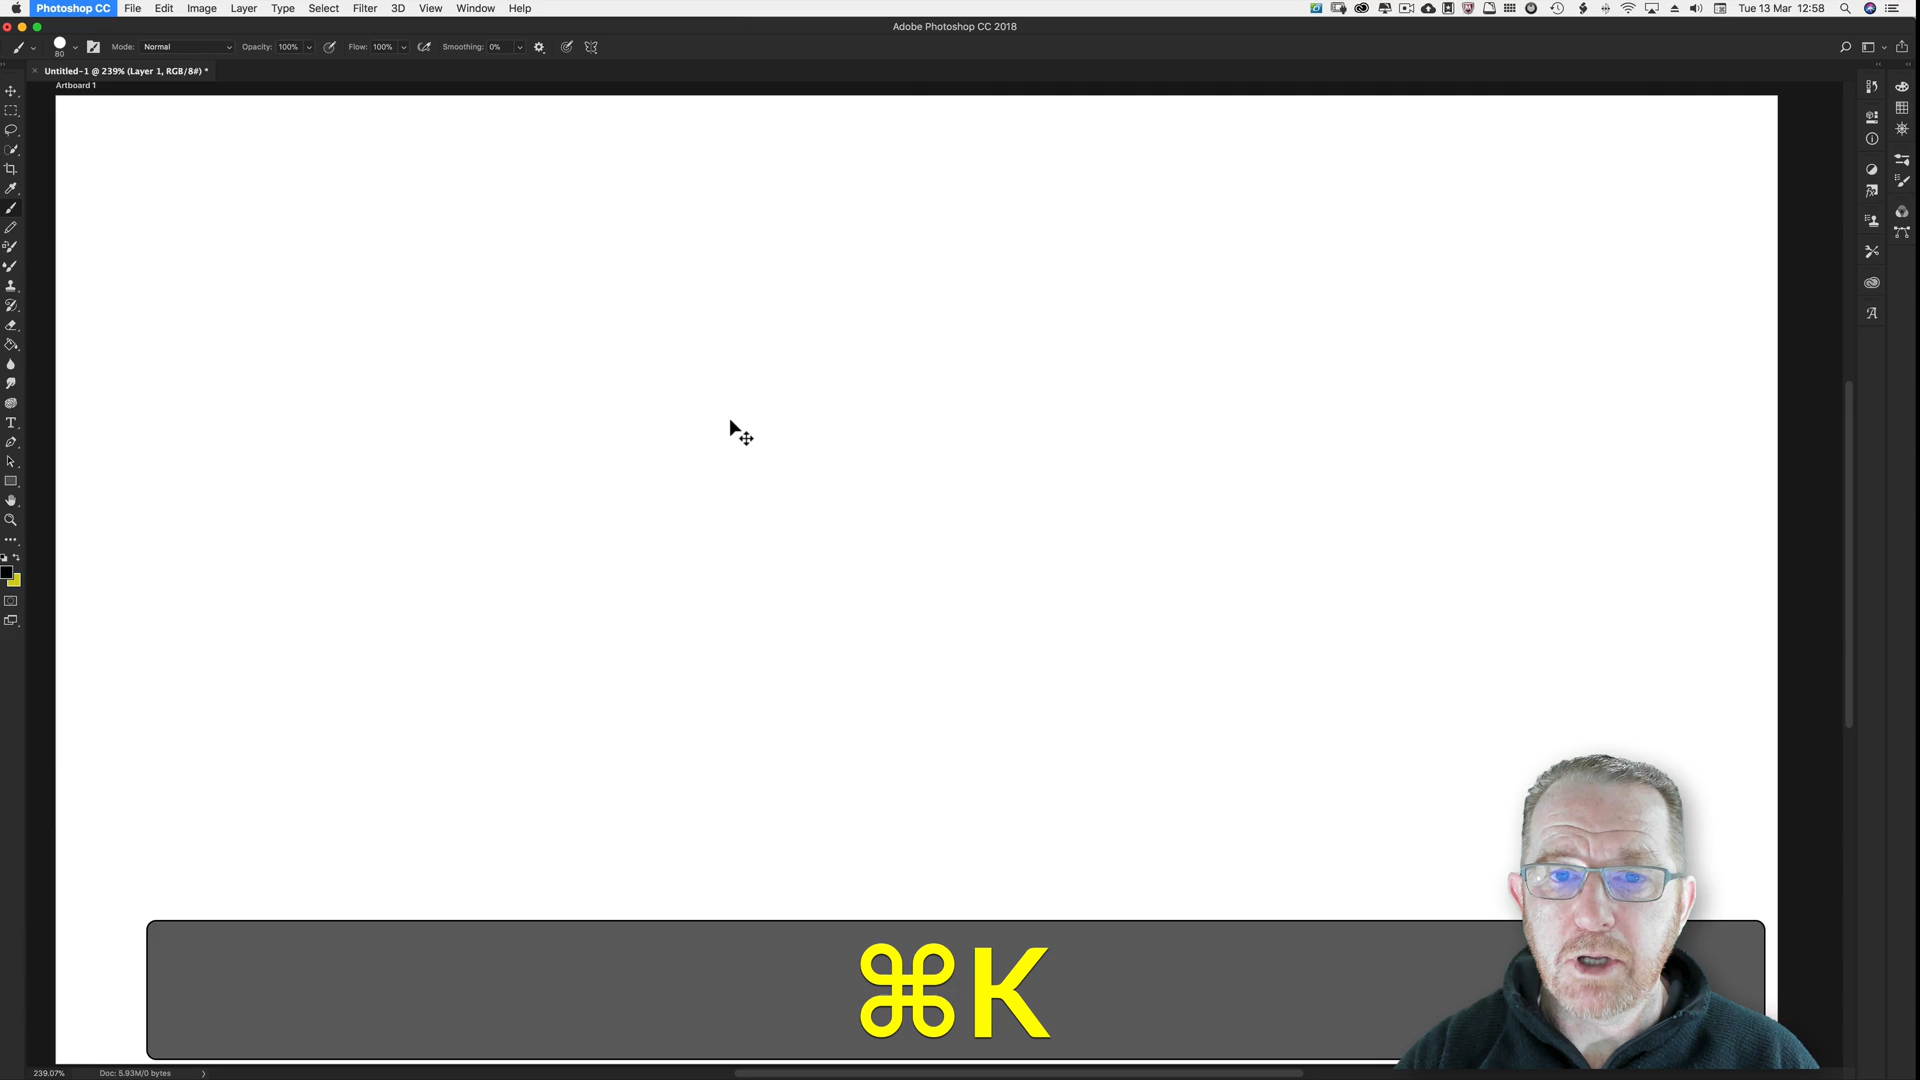 Photoshop CC File Edit Image Layer Type Select Filter 3D View Window Help Tue 13 Mar 12:58
Adobe Photoshop CC 2018
80 Mode: Normal Opacity: 100% Flow: 100% Smoothing: 0%
Untitled-1 @ 239% (Layer 1, RGB/8#) *
Artboard 1
⌘K
239.07% Doc: 5.93M/0 bytes